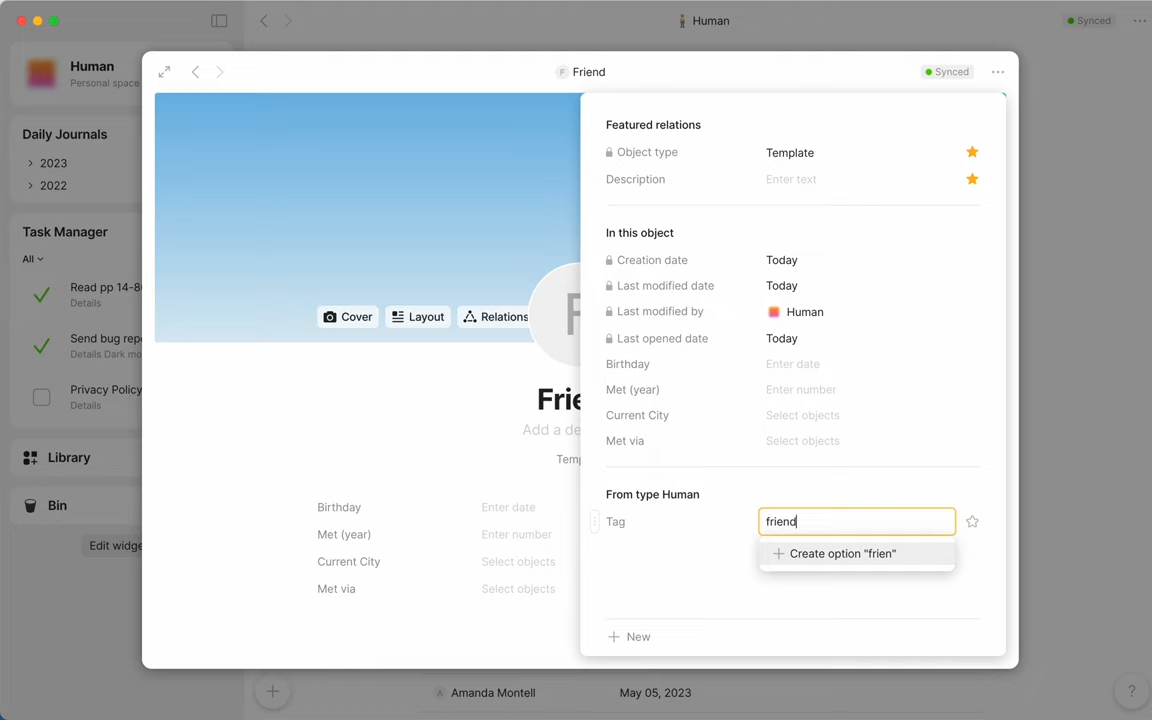 Human
Synced
Human
Personal space
F Friend
Synced
Daily Journals
2023
2022
Task Manager
All
Read pp 14-8
Details
Send bug rep
Details Dark mo
Privacy Policy
Details
Library
Bin
Edit widge
Cover
Layout
Relations
F
Frie
Add a de
Temp
Birthday
Enter date
Met (year)
Enter number
Current City
Select objects
Met via
Select objects
Featured relations
Object type
Template
Description
Enter text
In this object
Creation date
Today
Last modified date
Today
Last modified by
Human
Last opened date
Today
Birthday
Enter date
Met (year)
Enter number
Current City
Select objects
Met via
Select objects
From type Human
Tag
friend
Create option "frien"
New
A Amanda Montell
May 05, 2023
?